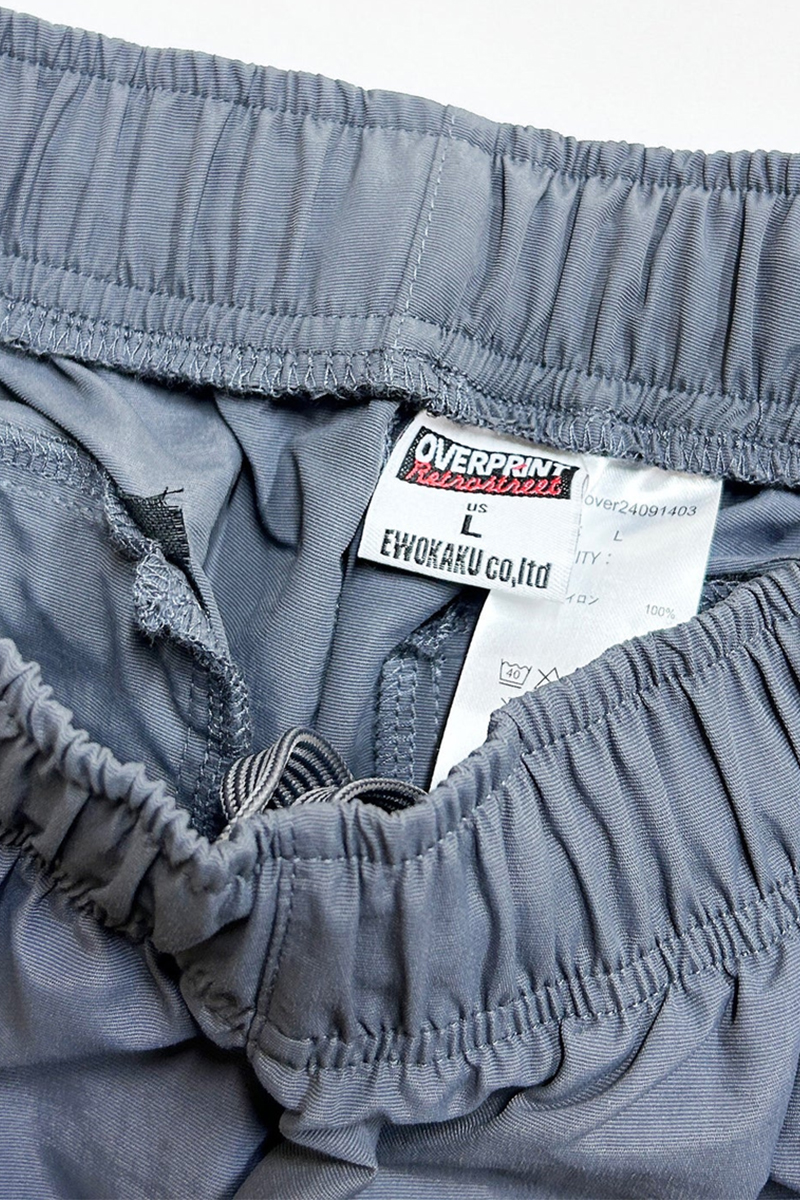 OVERPRINT
Retrostreet
US
L
EWOKAKU co,ltd
over24091403
L
ITY :
イロン 100%
40